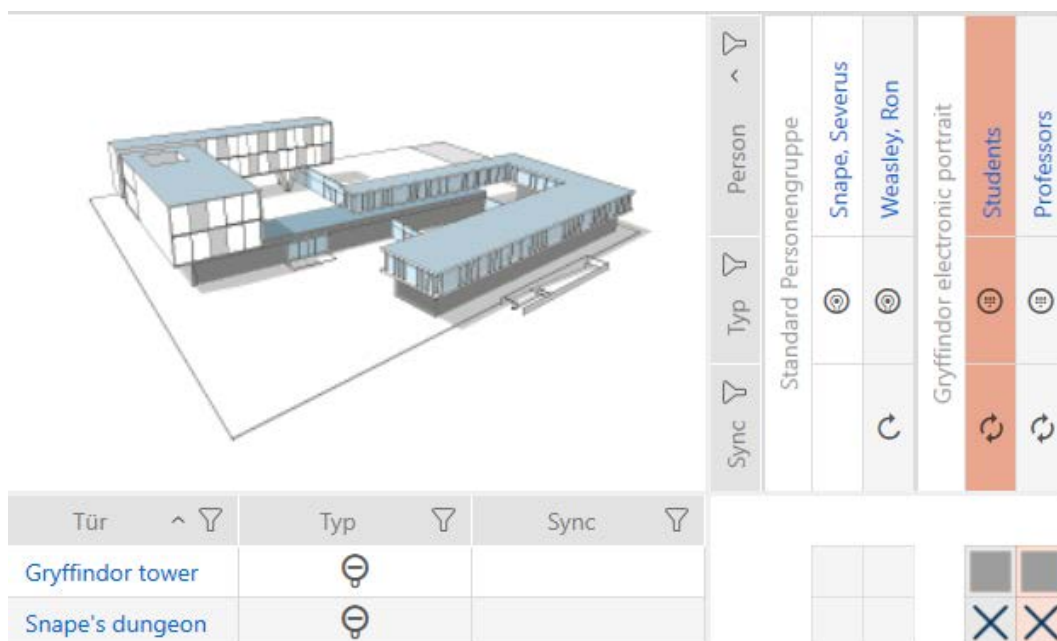 Person
Typ
Sync
Standard Personengruppe
Snape, Severus
Weasley, Ron
Gryffindor electronic portrait
Students
Professors
Tür Typ Sync
Gryffindor tower
Snape's dungeon